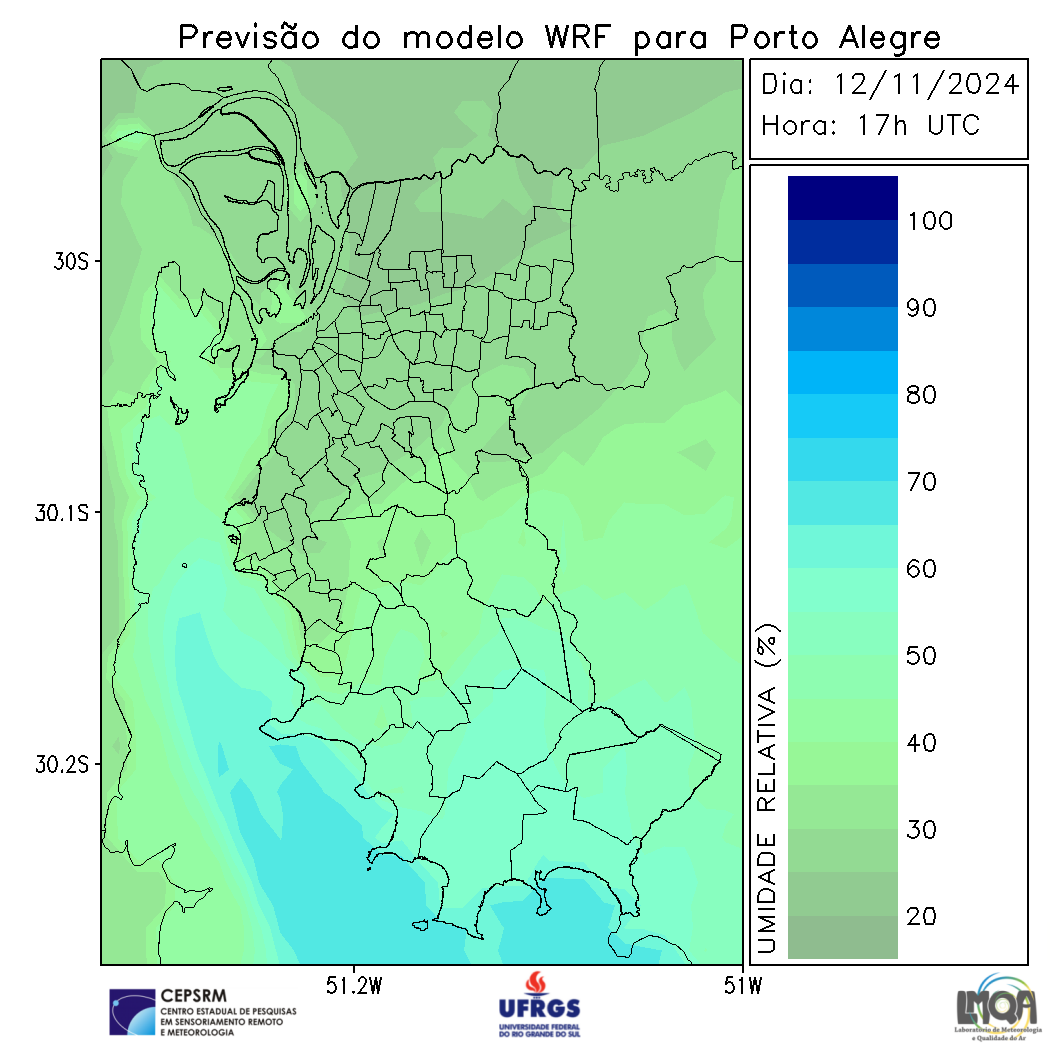 Previsão do modelo WRF para Porto Alegre
Dia: 12/11/2024
Hora: 17h UTC
30S
30.1S
30.2S
51.2W
51W
UMIDADE RELATIVA (%)
100
90
80
70
60
50
40
30
20
CEPSRM
CENTRO ESTADUAL DE PESQUISAS
EM SENSORIAMENTO REMOTO
E METEOROLOGIA
UFRGS
UNIVERSIDADE FEDERAL
DO RIO GRANDE DO SUL
LMQA
Laboratório de Meteorologia
e Qualidade do Ar